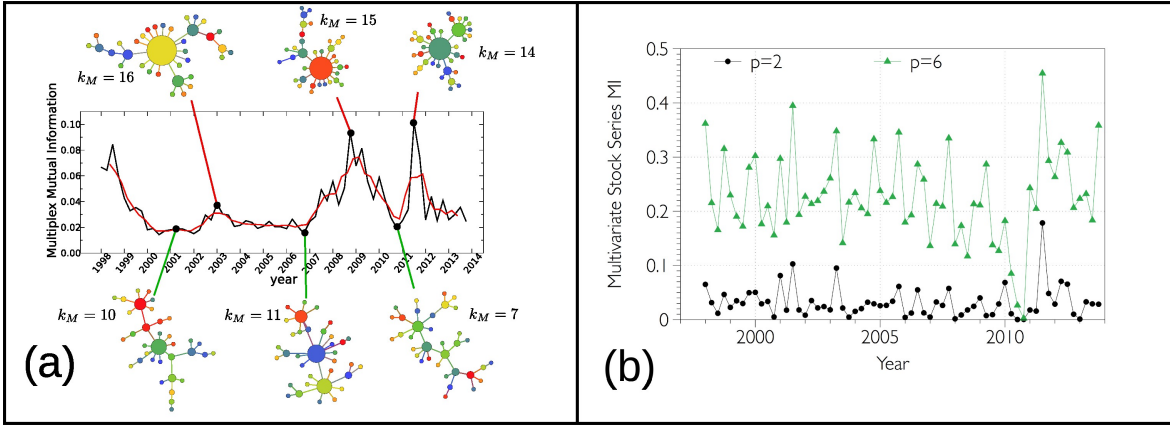 k_M = 16
k_M = 15
k_M = 14
Multiplex Mutual Information
0.10
0.08
0.06
0.04
0.02
0.00
1998 1999 2000 2001 2002 2003 2004 2005 2006 2007 2008 2009 2010 2011 2012 2013 2014
year
k_M = 10
k_M = 11
k_M = 7
(a)
p=2 p=6
Multivariate Stock Series MI
0.5
0.4
0.3
0.2
0.1
0
2000 2005 2010
Year
(b)